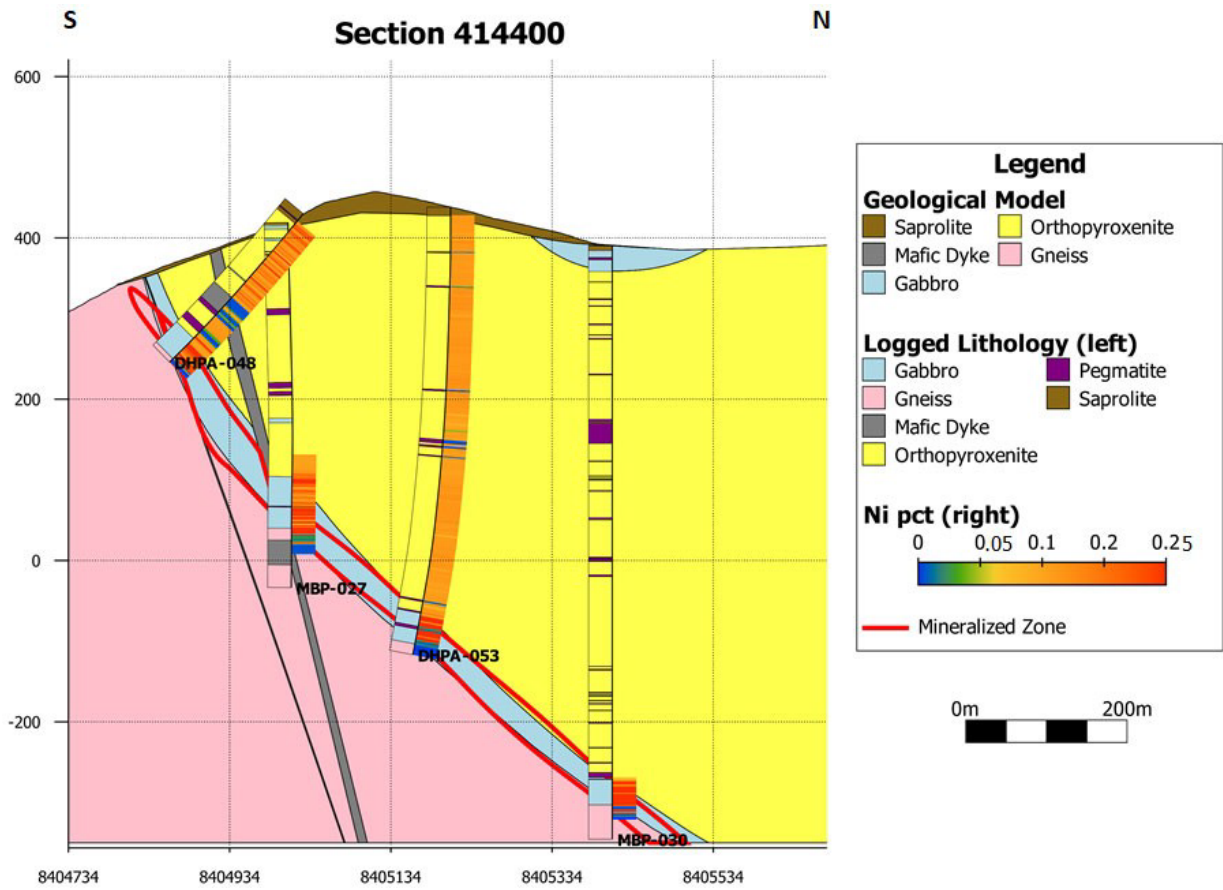 S
N
Section 414400
600
400
200
0
-200
8404734
8404934
8405134
8405334
8405534
DHPA-048
MBP-027
DHPA-053
MBP-030
Legend
Geological Model
Saprolite
Orthopyroxenite
Mafic Dyke
Gneiss
Gabbro
Logged Lithology (left)
Gabbro
Pegmatite
Gneiss
Saprolite
Mafic Dyke
Orthopyroxenite
Ni pct (right)
0 0.05 0.1 0.2 0.25
Mineralized Zone
0m 200m